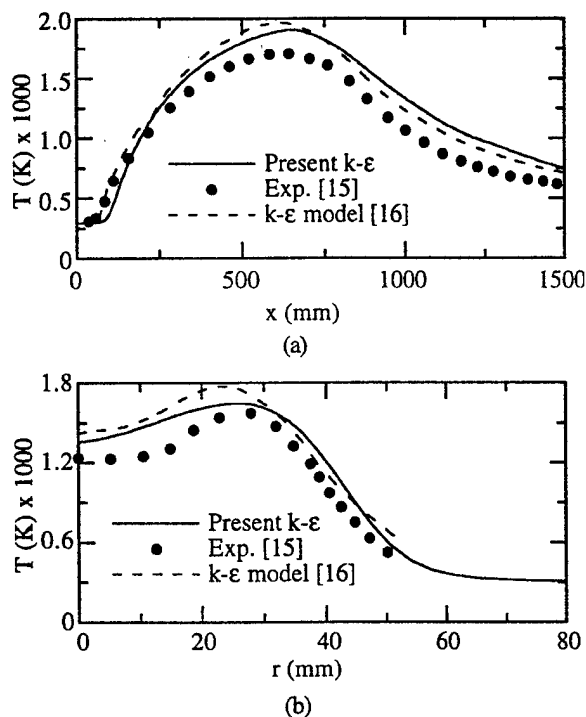 2.0
1.5
1.0
0.5
0
T (K) x 1000
Present k-ε
Exp. [15]
k-ε model [16]
0 500 1000 1500
x (mm)
(a)
1.8
1.2
0.6
0
T (K) x 1000
Present k-ε
Exp. [15]
k-ε model [16]
0 20 40 60 80
r (mm)
(b)